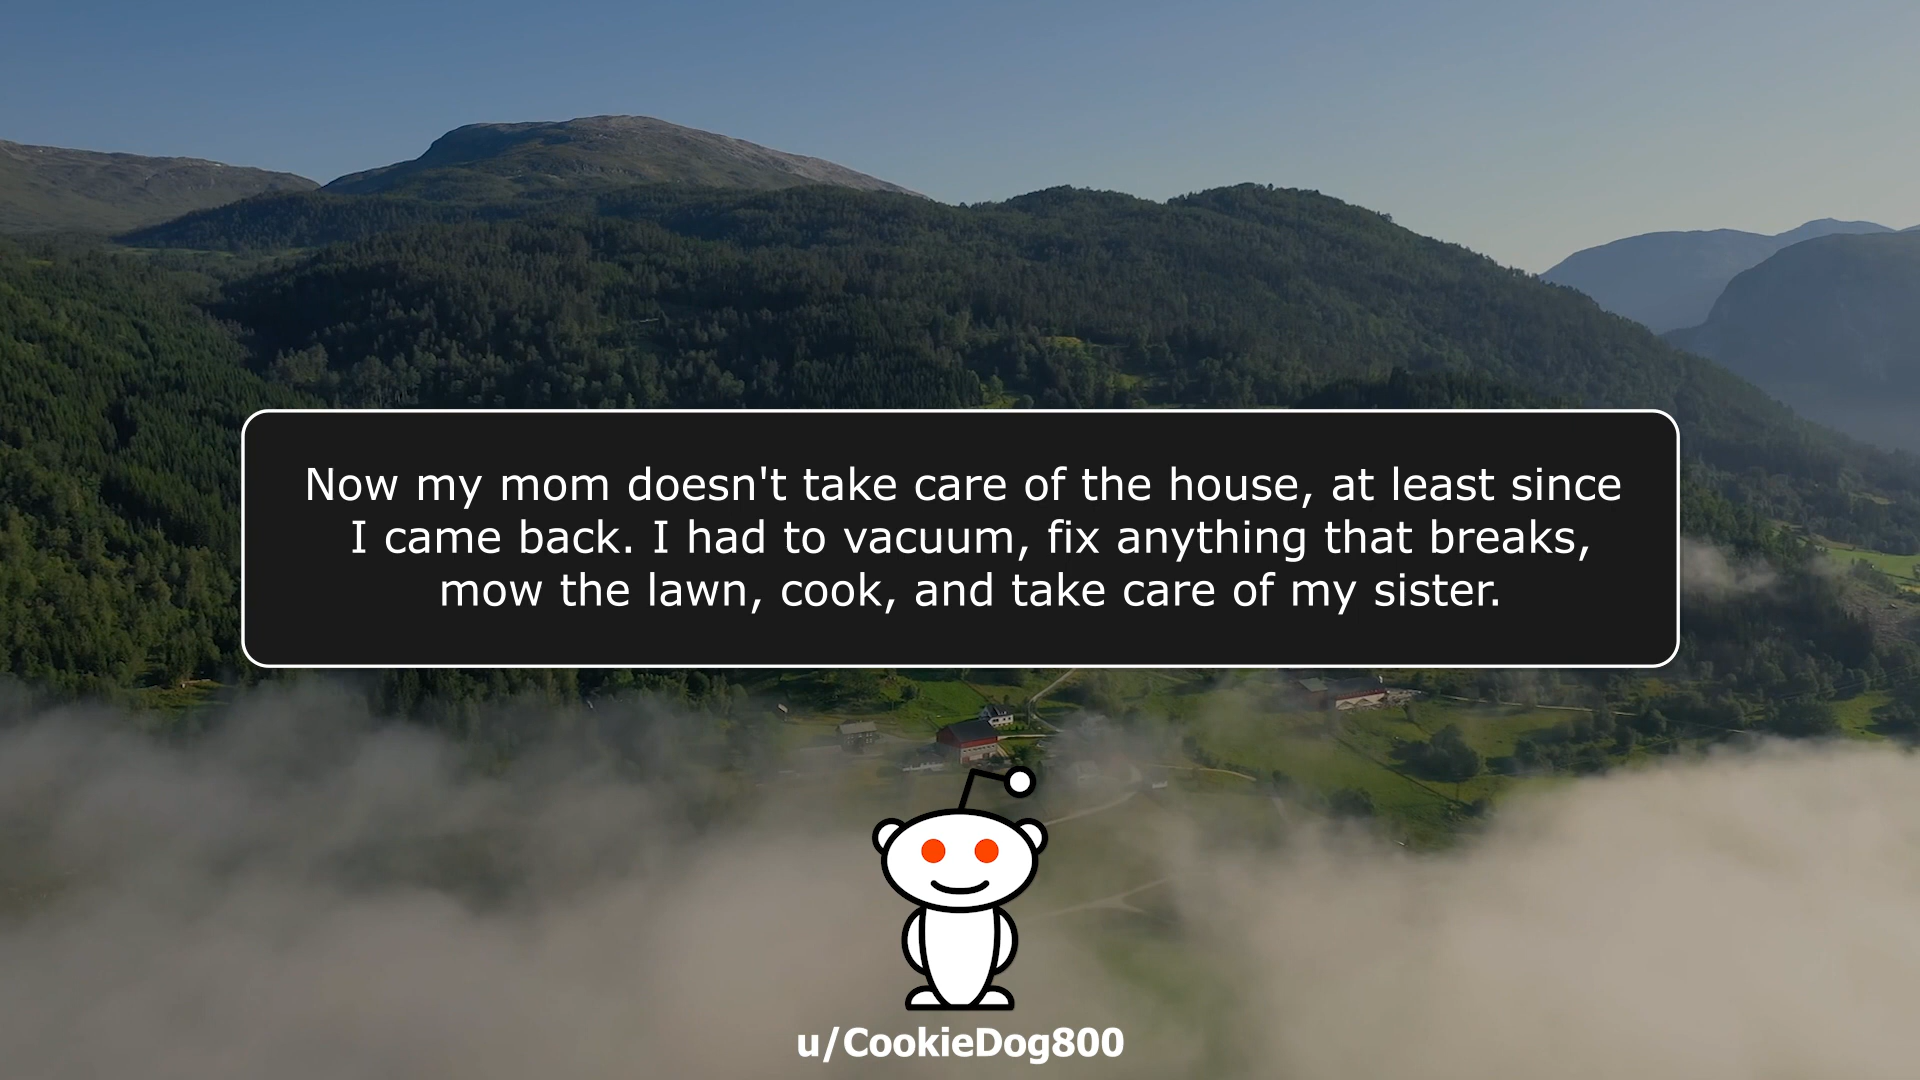 Now my mom doesn't take care of the house, at least since
I came back. I had to vacuum, fix anything that breaks,
mow the lawn, cook, and take care of my sister.
u/CookieDog800